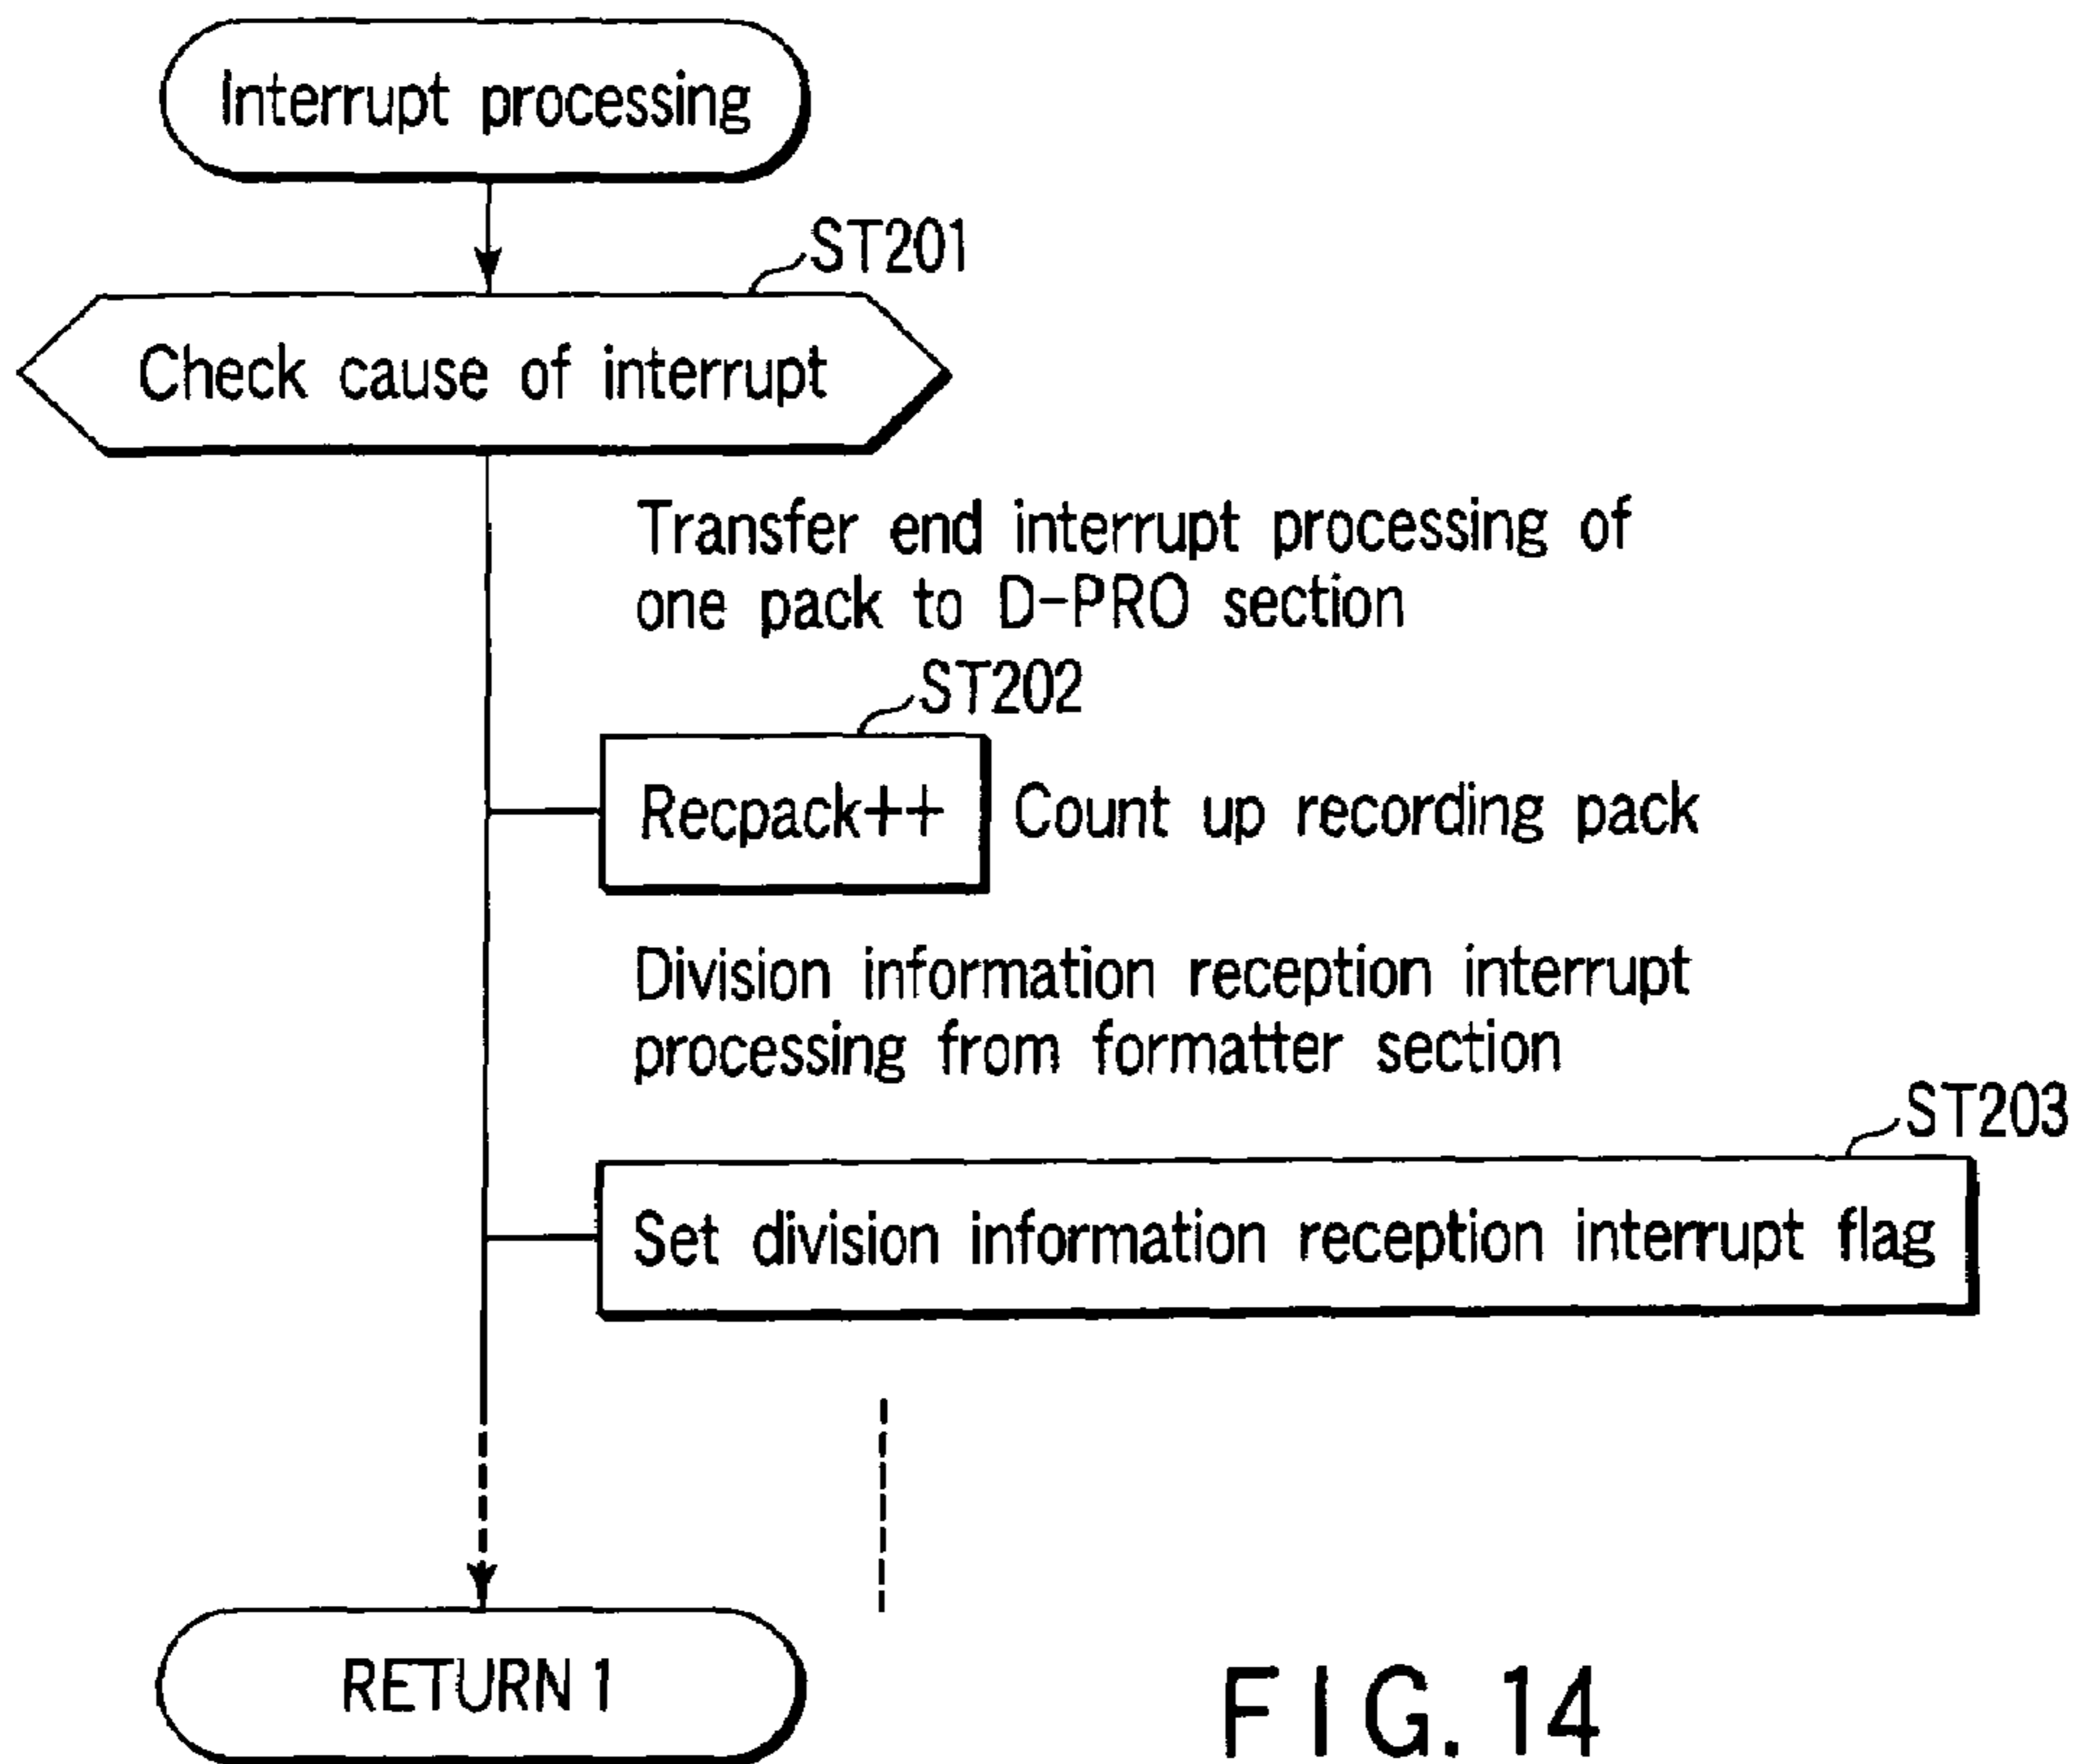 Interrupt processing
ST201
Check cause of interrupt
Transfer end interrupt processing of
one pack to D-PRO section
ST202
Recpack++
Count up recording pack
Division information reception interrupt
processing from formatter section
ST203
Set division information reception interrupt flag
RETURN 1
FIG. 14